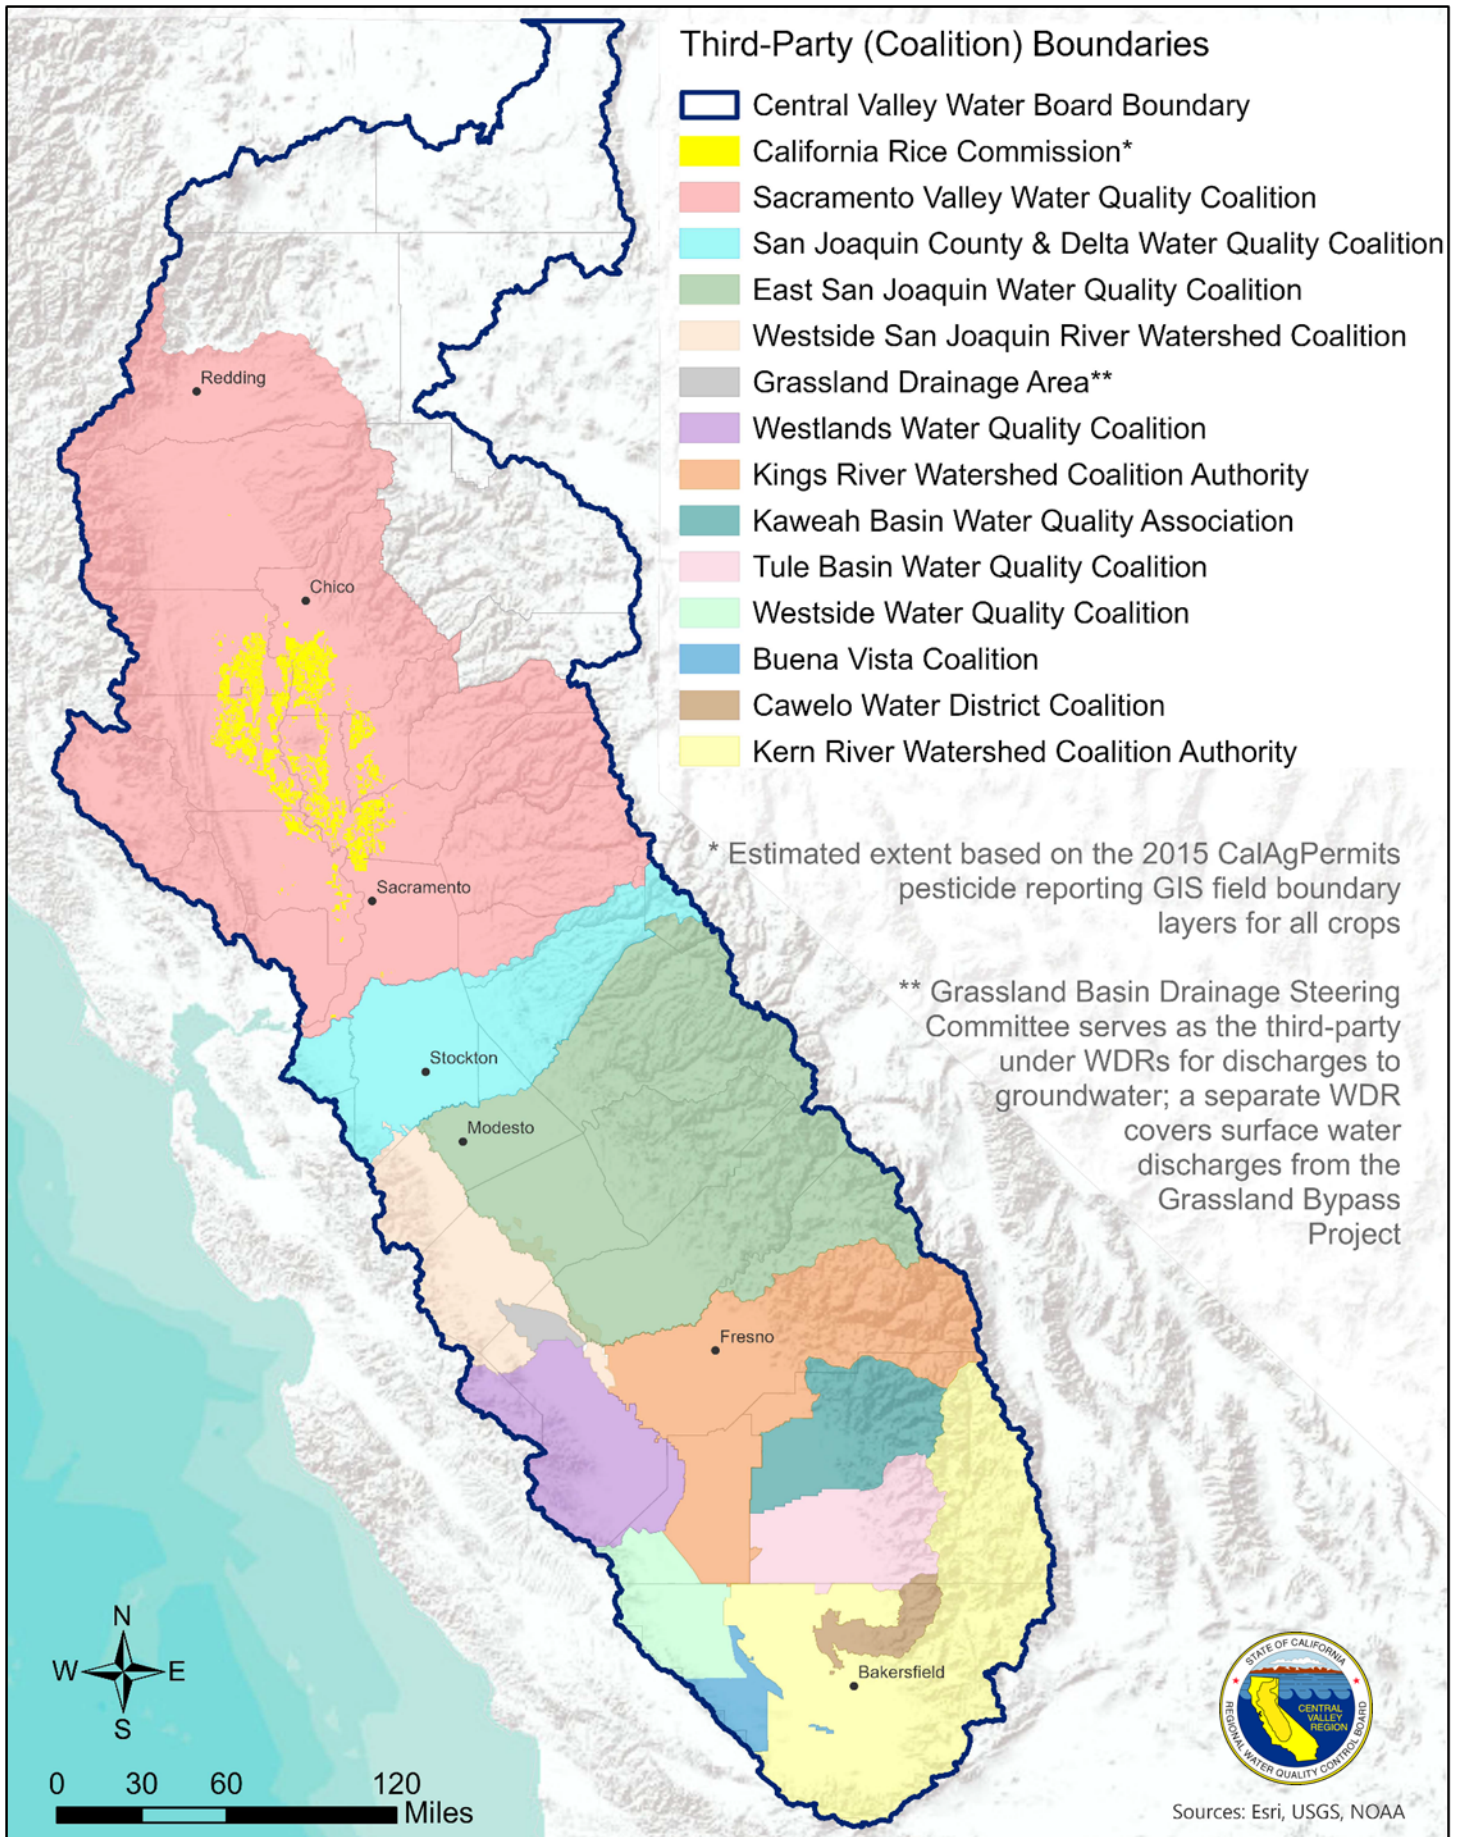 Third-Party (Coalition) Boundaries
Central Valley Water Board Boundary
California Rice Commission*
Sacramento Valley Water Quality Coalition
San Joaquin County & Delta Water Quality Coalition
East San Joaquin Water Quality Coalition
Westside San Joaquin River Watershed Coalition
Grassland Drainage Area**
Westlands Water Quality Coalition
Kings River Watershed Coalition Authority
Kaweah Basin Water Quality Association
Tule Basin Water Quality Coalition
Westside Water Quality Coalition
Buena Vista Coalition
Cawelo Water District Coalition
Kern River Watershed Coalition Authority
* Estimated extent based on the 2015 CalAgPermits
pesticide reporting GIS field boundary
layers for all crops
** Grassland Basin Drainage Steering
Committee serves as the third-party
under WDRs for discharges to
groundwater; a separate WDR
covers surface water
discharges from the
Grassland Bypass
Project
Redding
Chico
Sacramento
Stockton
Modesto
Fresno
Bakersfield
N
W E
S
0 30 60 120
Miles
STATE OF CALIFORNIA
CENTRAL
VALLEY
REGION
REGIONAL WATER QUALITY CONTROL BOARD
Sources: Esri, USGS, NOAA